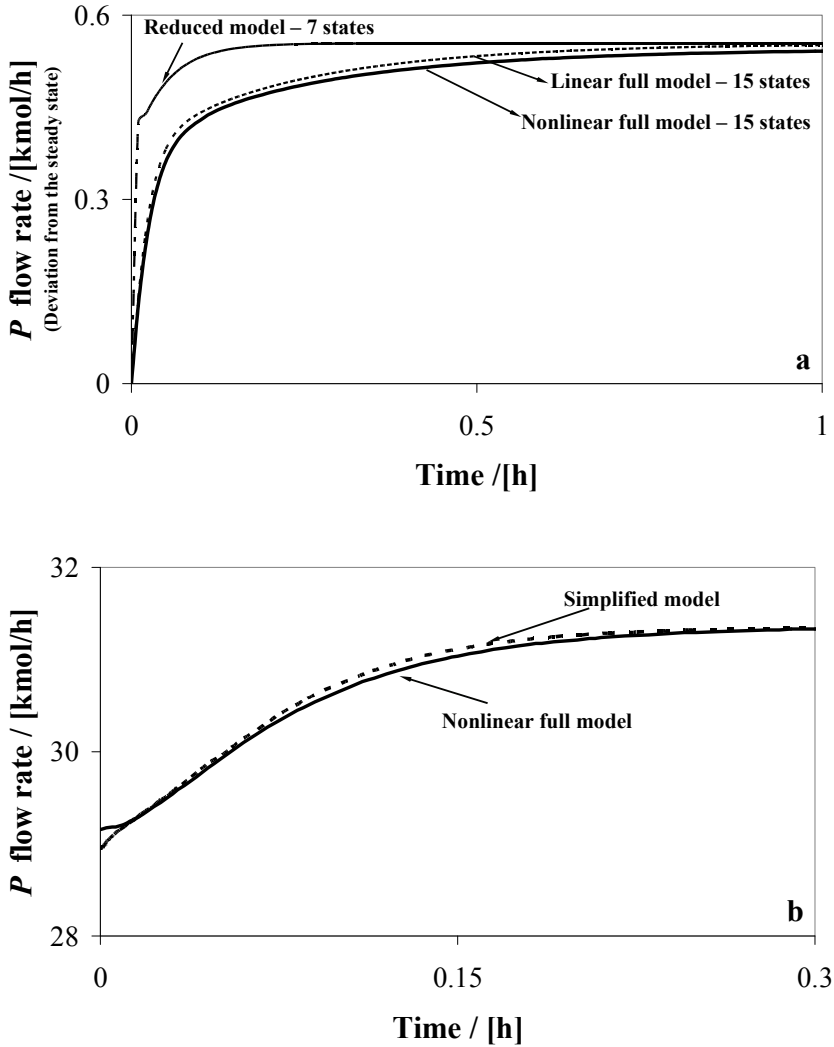 0.6
Reduced model – 7 states
Linear full model – 15 states
Nonlinear full model – 15 states
0.3
0
P flow rate /[kmol/h]
(Deviation from the steady state)
a
0
0.5
1
Time /[h]
32
Simplified model
Nonlinear full model
30
28
P flow rate / [kmol/h]
b
0
0.15
0.3
Time / [h]